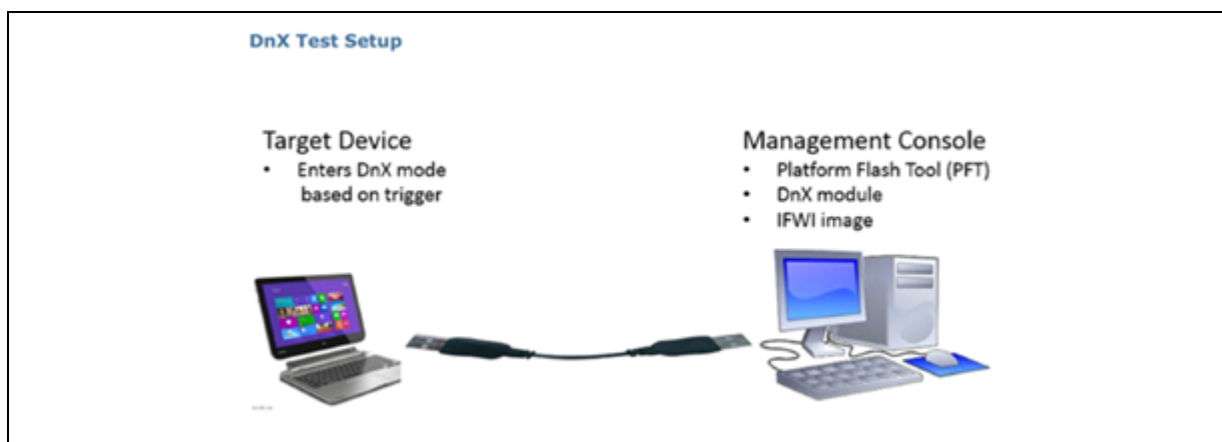 DnX Test Setup
Target Device
• Enters DnX mode
based on trigger
Management Console
• Platform Flash Tool (PFT)
• DnX module
• IFWI image